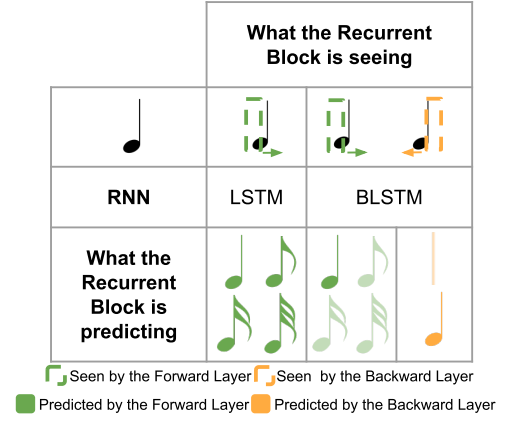 What the Recurrent
Block is seeing
RNN
LSTM
BLSTM
What the
Recurrent
Block is
predicting
Seen by the Forward Layer
Seen by the Backward Layer
Predicted by the Forward Layer
Predicted by the Backward Layer